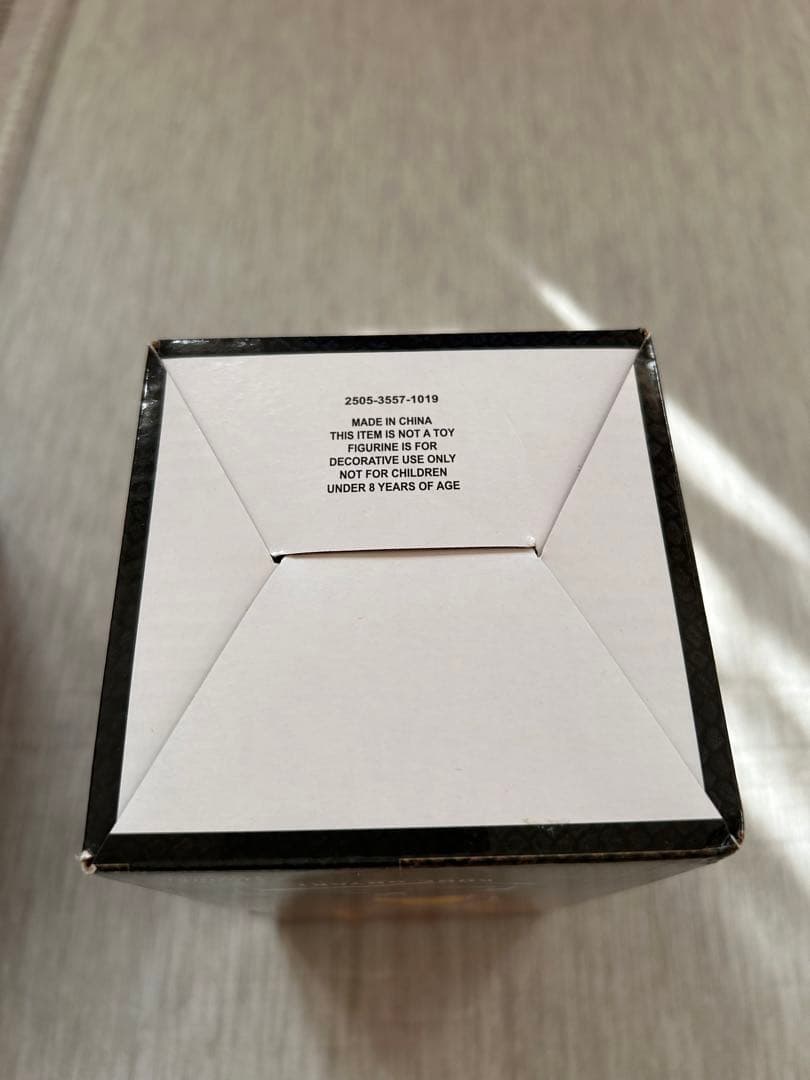 2505-3557-1019
MADE IN CHINA
THIS ITEM IS NOT A TOY
FIGURINE IS FOR
DECORATIVE USE ONLY
NOT FOR CHILDREN
UNDER 8 YEARS OF AGE